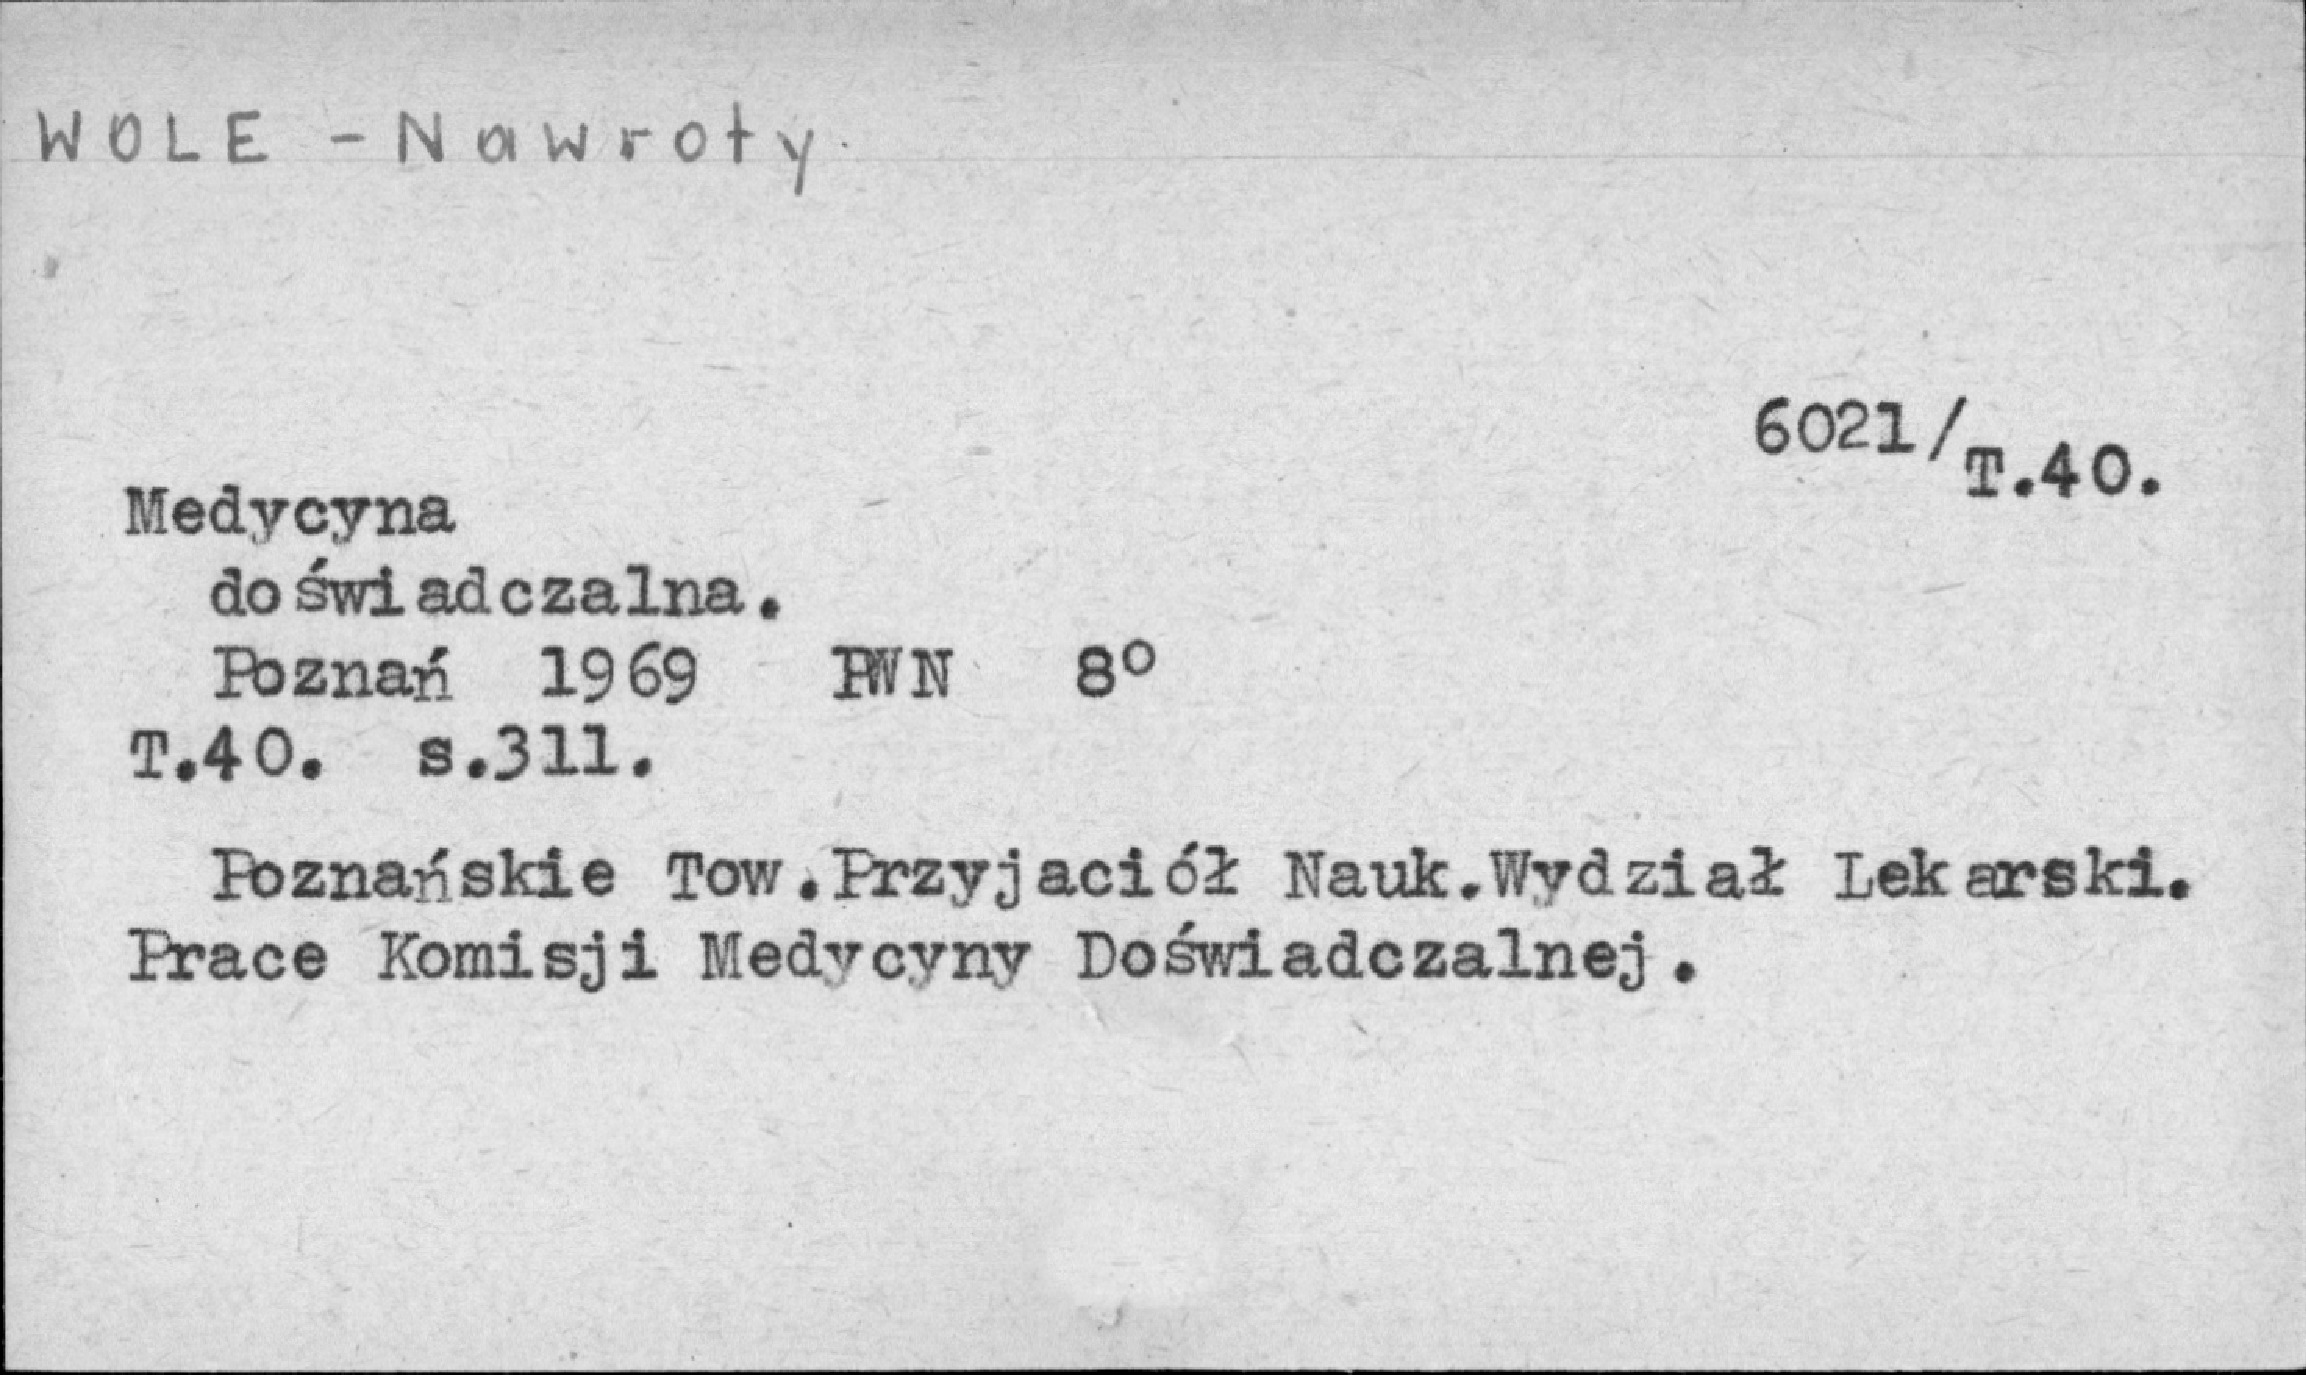 WOLE - Nawroty.
6021/T.40.
Medycyna
doświadczalna.
Poznań 1969 PWN 8°
T.40. s.311.
Poznańskie Tow.Przyjaciół Nauk.Wydział Lekarski.
Prace Komisji Medycyny Doświadczalnej.